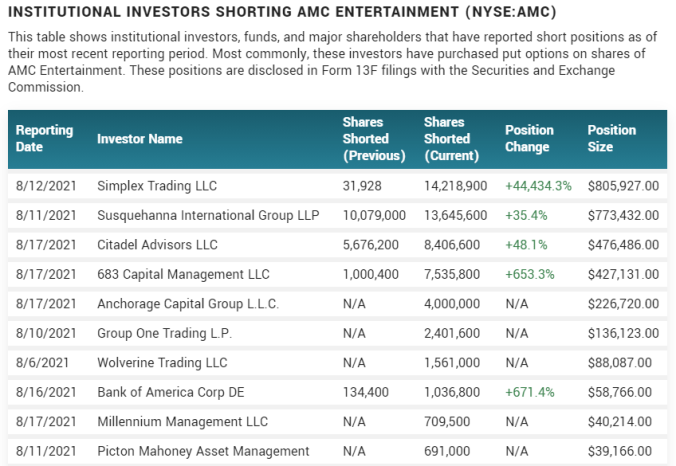 INSTITUTIONAL INVESTORS SHORTING AMC ENTERTAINMENT (NYSE:AMC)
This table shows institutional investors, funds, and major shareholders that have reported short positions as of
their most recent reporting period. Most commonly, these investors have purchased put options on shares of
AMC Entertainment. These positions are disclosed in Form 13F filings with the Securities and Exchange
Commission.
Reporting Date Investor Name Shares Shorted (Previous) Shares Shorted (Current) Position Change Position Size
8/12/2021 Simplex Trading LLC 31,928 14,218,900 +44,434.3% $805,927.00
8/11/2021 Susquehanna International Group LLP 10,079,000 13,645,600 +35.4% $773,432.00
8/17/2021 Citadel Advisors LLC 5,676,200 8,406,600 +48.1% $476,486.00
8/17/2021 683 Capital Management LLC 1,000,400 7,535,800 +653.3% $427,131.00
8/17/2021 Anchorage Capital Group L.L.C. N/A 4,000,000 N/A $226,720.00
8/10/2021 Group One Trading L.P. N/A 2,401,600 N/A $136,123.00
8/6/2021 Wolverine Trading LLC N/A 1,561,000 N/A $88,087.00
8/16/2021 Bank of America Corp DE 134,400 1,036,800 +671.4% $58,766.00
8/17/2021 Millennium Management LLC N/A 709,500 N/A $40,214.00
8/11/2021 Picton Mahoney Asset Management N/A 691,000 N/A $39,166.00